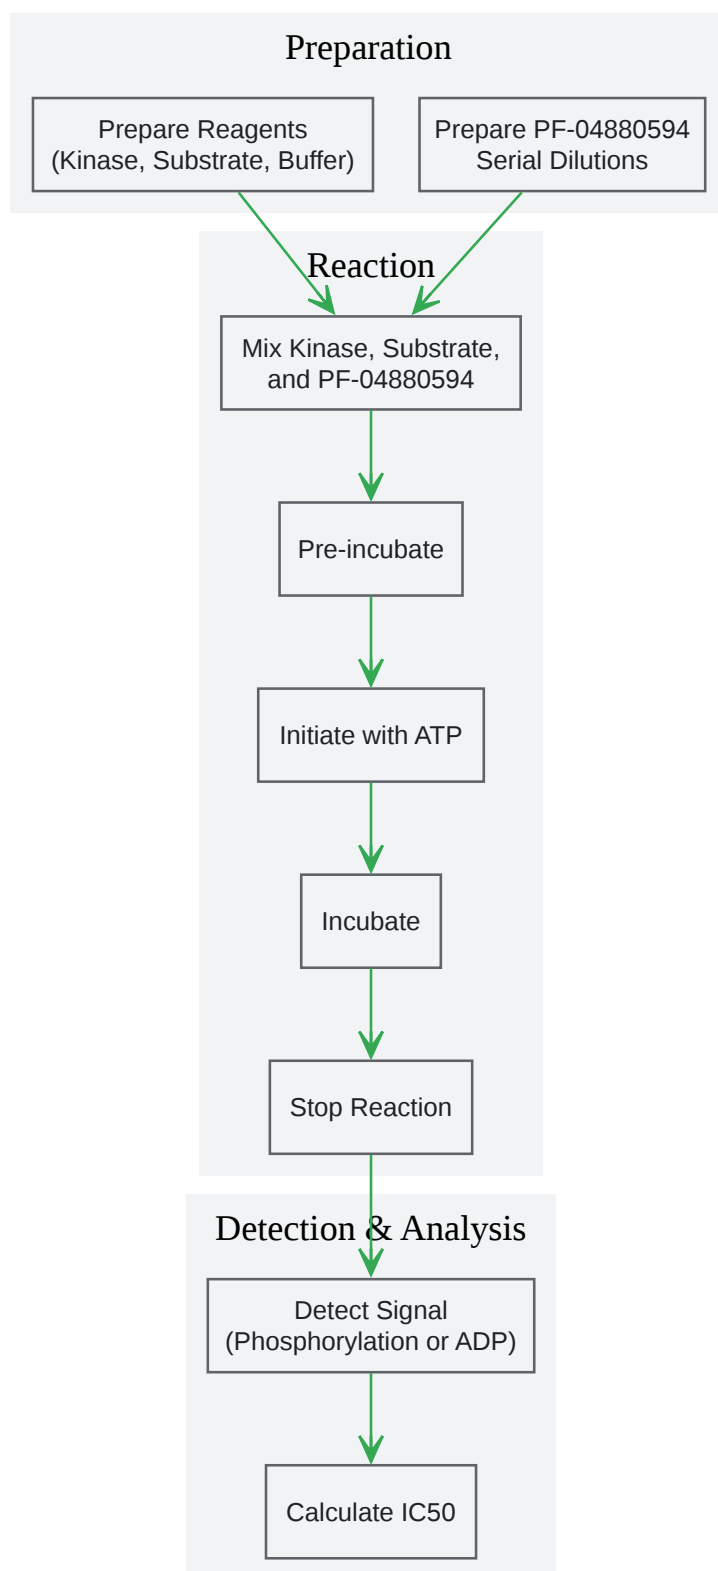 Preparation
Prepare Reagents
(Kinase, Substrate, Buffer)
Prepare PF-04880594
Serial Dilutions
Reaction
Mix Kinase, Substrate,
and PF-04880594
Pre-incubate
Initiate with ATP
Incubate
Stop Reaction
Detection & Analysis
Detect Signal
(Phosphorylation or ADP)
Calculate IC50